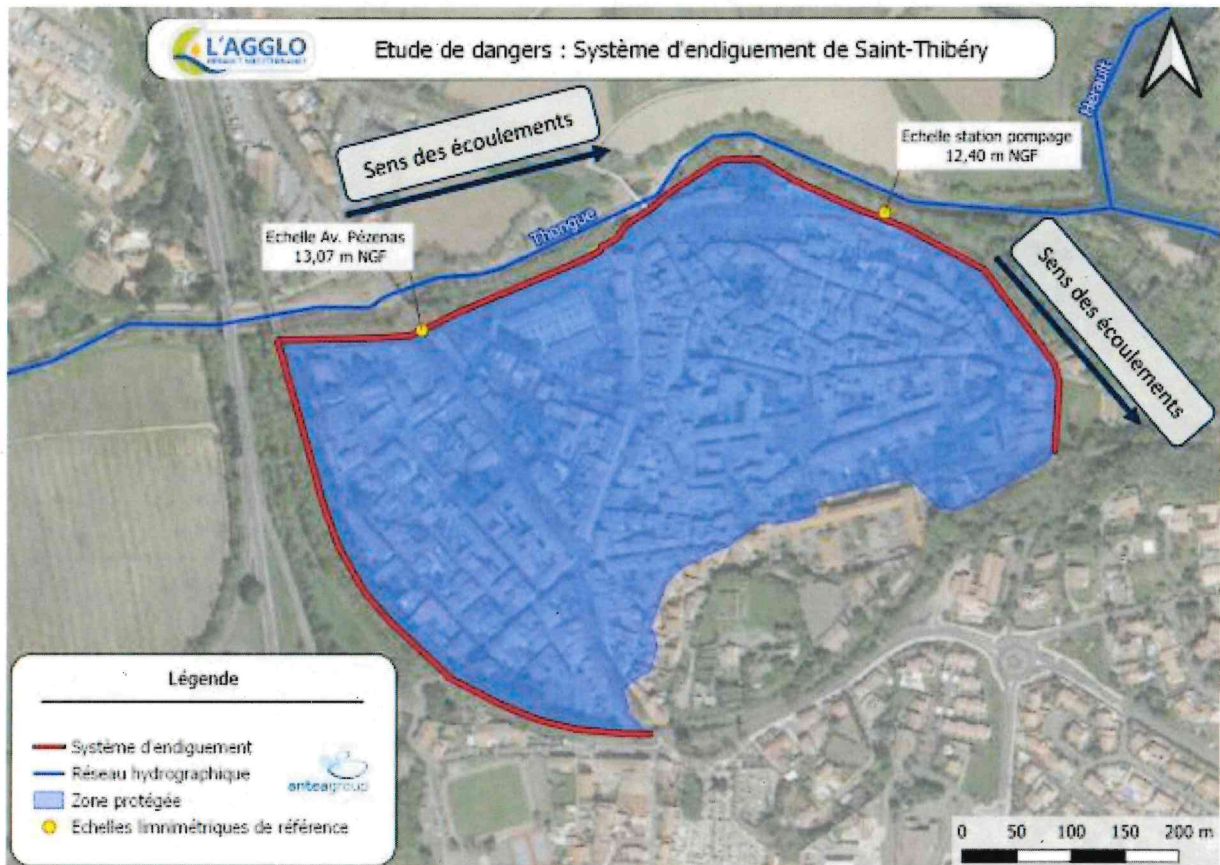 L'AGGLO
HÉRAULT MÉDITERRANÉE
Etude de dangers : Système d'endiguement de Saint-Thibéry
Sens des écoulements
Hérault
Echelle station pompage
12,40 m NGF
Thongue
Echelle Av. Pézenas
13,07 m NGF
Sens des écoulements
Légende
Système d'endiguement
Réseau hydrographique
anteagroup
Zone protégée
Echelles limnimétriques de référence
0 50 100 150 200 m